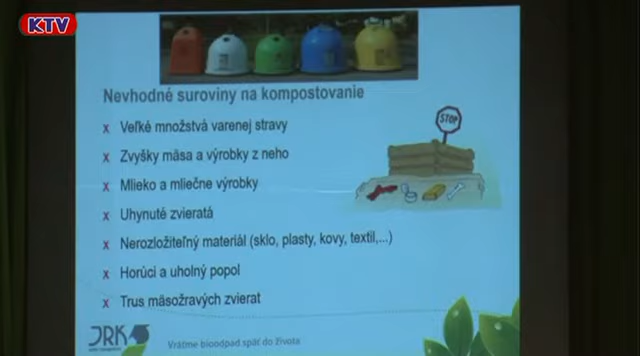 KTV
Nevhodné suroviny na kompostovanie
x Veľké množstvá varenej stravy
x Zvyšky mäsa a výrobky z neho
x Mlieko a mliečne výrobky
x Uhynuté zvieratá
x Nerozložiteľný materiál (sklo, plasty, kovy, textil,...)
x Horúci a uhoľný popol
x Trus mäsožravých zvierat
STOP
JRK
Vráťme bioodpad späť do života